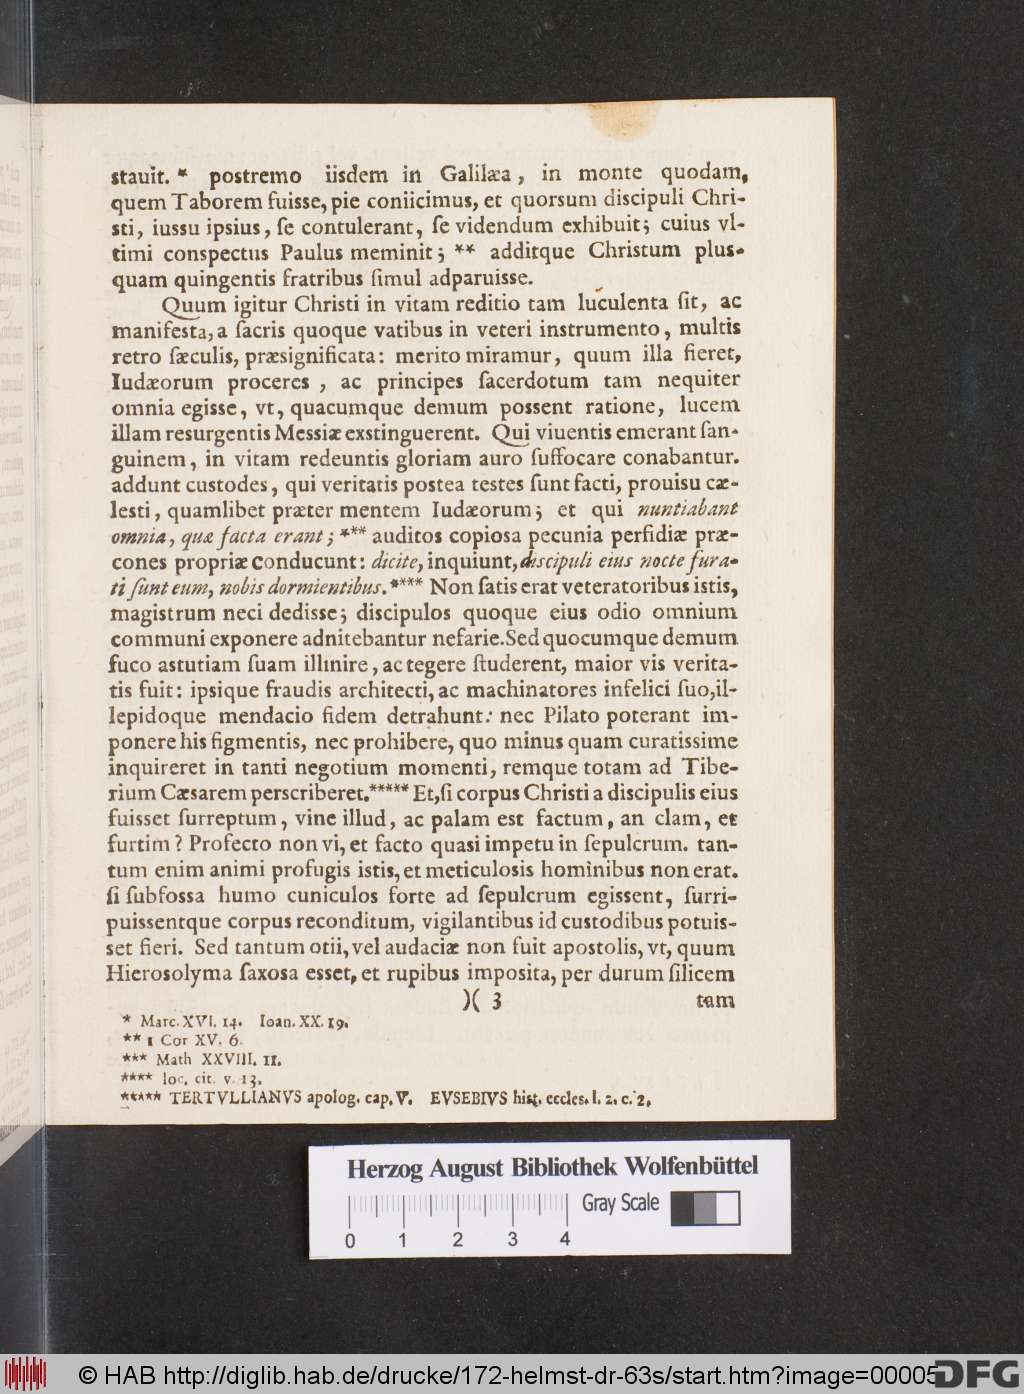 stauit. * postremo iisdem in Galilæa, in monte quodam,
quem Taborem fuisse, pie coniicimus, et quorsum discipuli Chri-
sti, iussu ipsius, ſe contulerant, ſe videndum exhibuit; cuius vl-
timi conspectus Paulus meminit; ** additque Christum plus-
quam quingentis fratribus ſimul adparuisse.
Quum igitur Christi in vitam reditio tam luculenta ſit, ac
manifesta, a ſacris quoque vatibus in veteri instrumento, multis
retro ſæculis, præsignificata: merito miramur, quum illa fieret,
Iudæorum proceres, ac principes ſacerdotum tam nequiter
omnia egisse, vt, quacumque demum possent ratione, lucem
illam resurgentis Messiæ exstinguerent. Qui viuentis emerant ſan-
guinem, in vitam redeuntis gloriam auro ſuffocare conabantur.
addunt custodes, qui veritatis postea testes ſunt facti, prouisu cæ-
lesti, quamlibet præter mentem Iudæorum; et qui nuntiabant
omnia, quæ facta erant; *** auditos copiosa pecunia perfidiæ præ-
cones propriæ conducunt: dicite, inquiunt, discipuli eius nocte fura-
ti ſunt eum, nobis dormientibus. **** Non ſatis erat veteratoribus istis,
magistrum neci dedisse; discipulos quoque eius odio omnium
communi exponere adnitebantur nefarie. Sed quocumque demum
fuco astutiam ſuam illinire, ac tegere ſtuderent, maior vis verita-
tis fuit: ipsique fraudis architecti, ac machinatores infelici ſuo, il-
lepidoque mendacio fidem detrahunt: nec Pilato poterant im-
ponere his figmentis, nec prohibere, quo minus quam curatissime
inquireret in tanti negotium momenti, remque totam ad Tibe-
rium Cæsarem perscriberet. ***** Et, ſi corpus Christi a discipulis eius
fuisset ſurreptum, vine illud, ac palam est factum, an clam, et
furtim? Profecto non vi, et facto quasi impetu in ſepulcrum. tan-
tum enim animi profugis istis, et meticulosis hominibus non erat.
ſi ſubfossa humo cuniculos forte ad ſepulcrum egissent, ſurri-
puissentque corpus reconditum, vigilantibus id custodibus potuis-
set fieri. Sed tantum otii, vel audaciæ non fuit apostolis, vt, quum
Hierosolyma ſaxosa esset, et rupibus imposita, per durum ſilicem
)( 3 tam
* Marc. XVI. 14. Ioan. XX. 19.
** 1 Cor XV. 6.
*** Math XXVIII. 11.
**** loc. cit. v. 13.
***** TERTVLLIANVS apolog. cap. V. EVSEBIVS hist. eccles. l. 2. c. 2.
Herzog August Bibliothek Wolfenbüttel
Gray Scale
0 1 2 3 4
© HAB http://diglib.hab.de/drucke/172-helmst-dr-63s/start.htm?image=00005
DFG